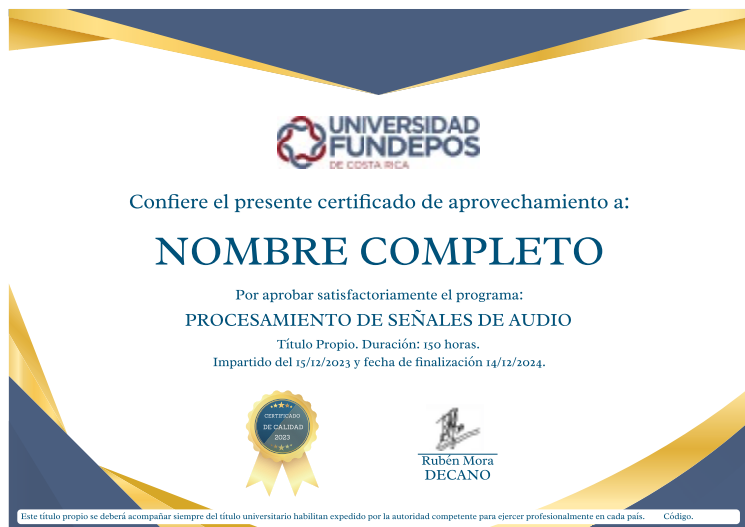 UNIVERSIDAD
FUNDEPOS
DE COSTA RICA
Confiere el presente certificado de aprovechamiento a:
NOMBRE COMPLETO
Por aprobar satisfactoriamente el programa:
PROCESAMIENTO DE SEÑALES DE AUDIO
Título Propio. Duración: 150 horas.
Impartido del 15/12/2023 y fecha de finalización 14/12/2024.
CERTIFICADO
DE CALIDAD
2023
Rubén Mora
DECANO
Este título propio se deberá acompañar siempre del título universitario habilitan expedido por la autoridad competente para ejercer profesionalmente en cada país. Código.